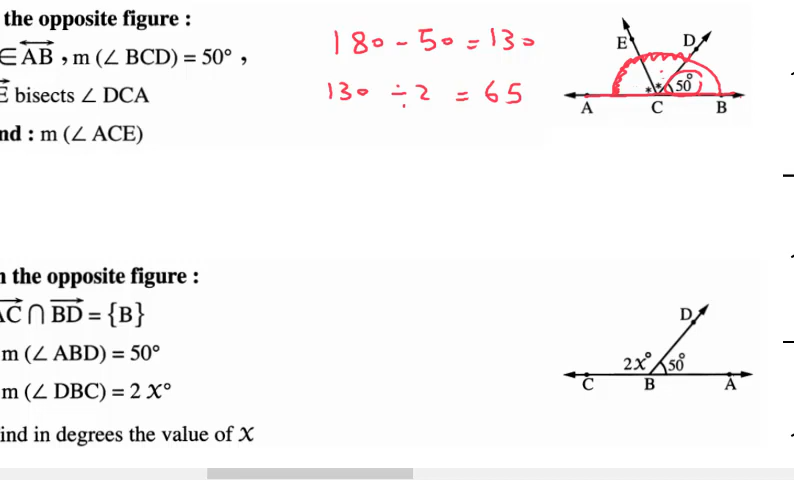 the opposite figure :
∈ AB , m (∠ BCD) = 50° ,
bisects ∠ DCA
nd : m (∠ ACE)
180 - 50 = 130
130 ÷ 2 = 65
E D
50°
A C B
the opposite figure :
C ∩ BD = {B}
m (∠ ABD) = 50°
m (∠ DBC) = 2 X°
ind in degrees the value of X
D
2X° 50°
C B A